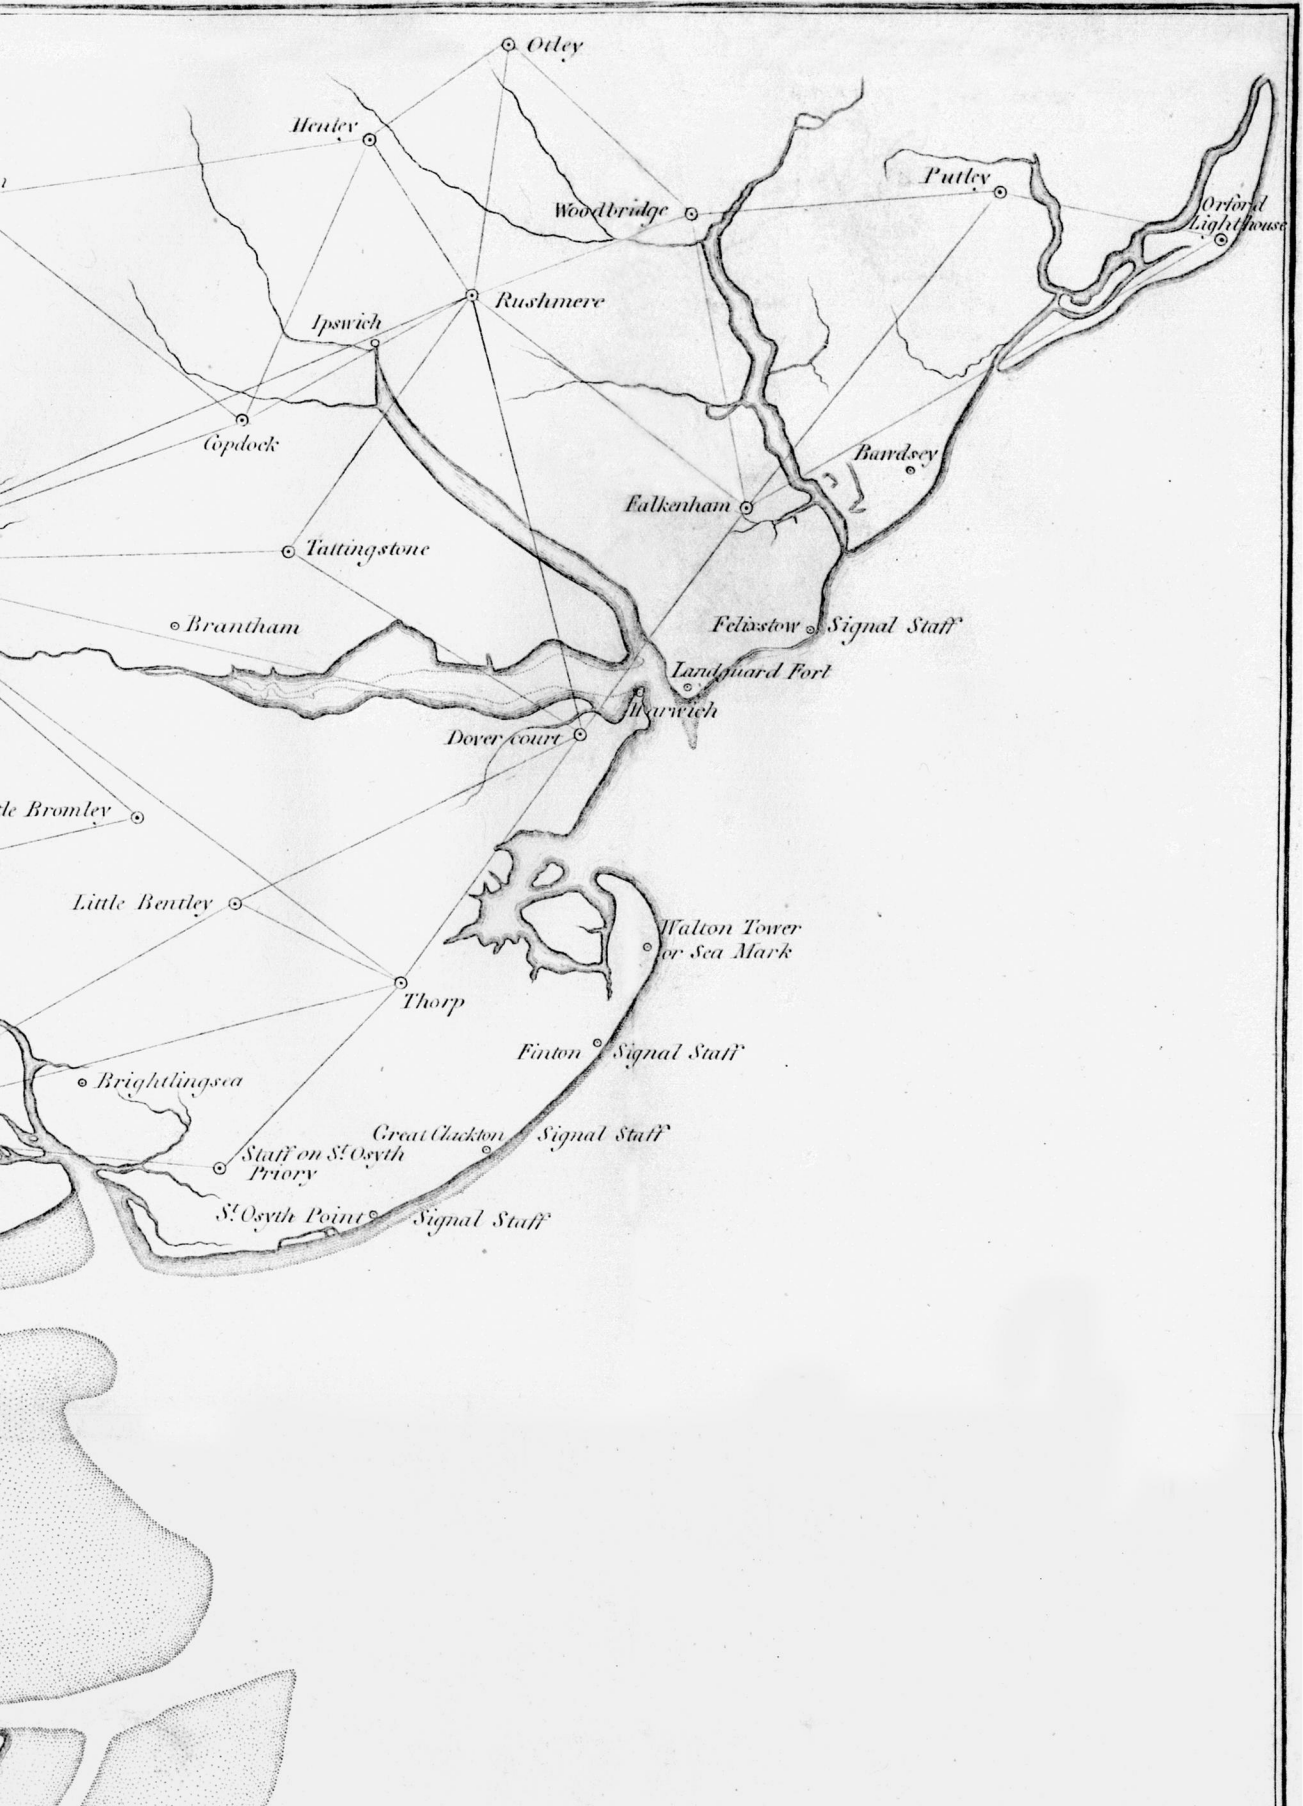 Otley
Henley
Putley
Woodbridge
Orford
Lighthouse
Rushmere
Ipswich
Copdock
Bawdsey
Falkenham
Tattingstone
Brantham
Felixstow Signal Staff
Landguard Fort
Harwich
Dover court
le Bromley
Little Bentley
Walton Tower
or Sea Mark
Thorp
Finton Signal Staff
Brightlingsea
Great Clackton Signal Staff
Staff on St. Osyth
Priory
St. Osyth Point Signal Staff